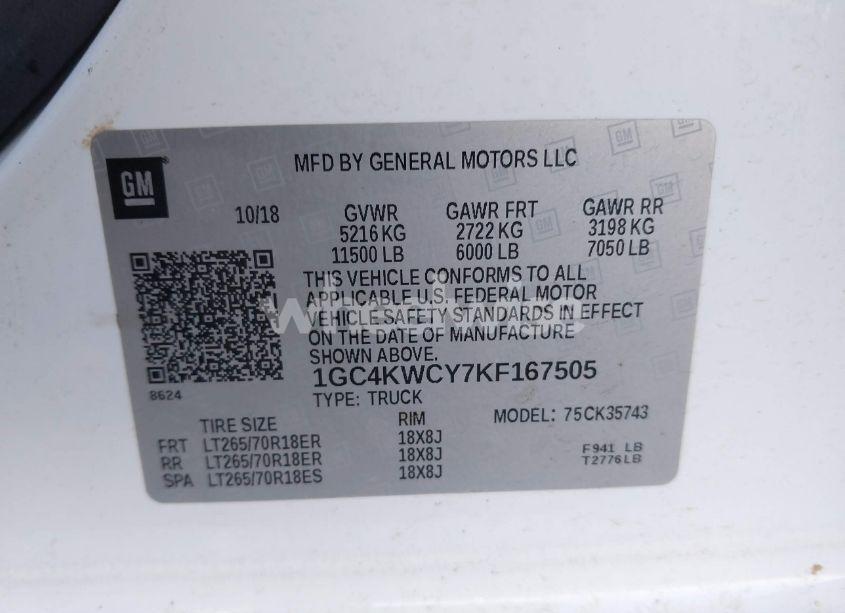 GM
MFD BY GENERAL MOTORS LLC
10/18 GVWR GAWR FRT GAWR RR
5216 KG 2722 KG 3198 KG
11500 LB 6000 LB 7050 LB
THIS VEHICLE CONFORMS TO ALL
APPLICABLE U.S. FEDERAL MOTOR
VEHICLE SAFETY STANDARDS IN EFFECT
ON THE DATE OF MANUFACTURE
SHOWN ABOVE.
1GC4KWCY7KF167505
8624
TYPE: TRUCK
TIRE SIZE RIM MODEL: 75CK35743
FRT LT265/70R18ER 18X8J F941 LB
RR LT265/70R18ER 18X8J T2776LB
SPA LT265/70R18ES 18X8J